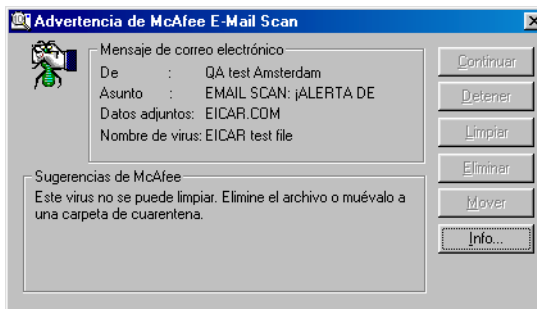 Advertencia de McAfee E-Mail Scan
Mensaje de correo electrónico
De : QA test Amsterdam
Asunto : EMAIL SCAN: ¡ALERTA DE
Datos adjuntos: EICAR.COM
Nombre de virus: EICAR test file
Sugerencias de McAfee
Este virus no se puede limpiar. Elimine el archivo o muévalo a
una carpeta de cuarentena.
Continuar
Detener
Limpiar
Eliminar
Mover
Info...